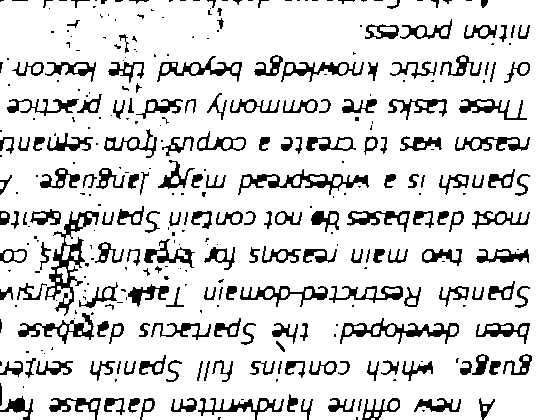 A new offline handwritten database for
guage, which contains full Spanish senten
been developed: the Spartacus database (
Spanish Restricted-domain Task of Cursiv
were two main reasons for creating this co
most databases do not contain Spanish sente
Spanish is a widespread major language. A
reason was to create a corpus from semanti
These tasks are commonly used in practice
of linguistic knowledge beyond the lexicon
nition process.